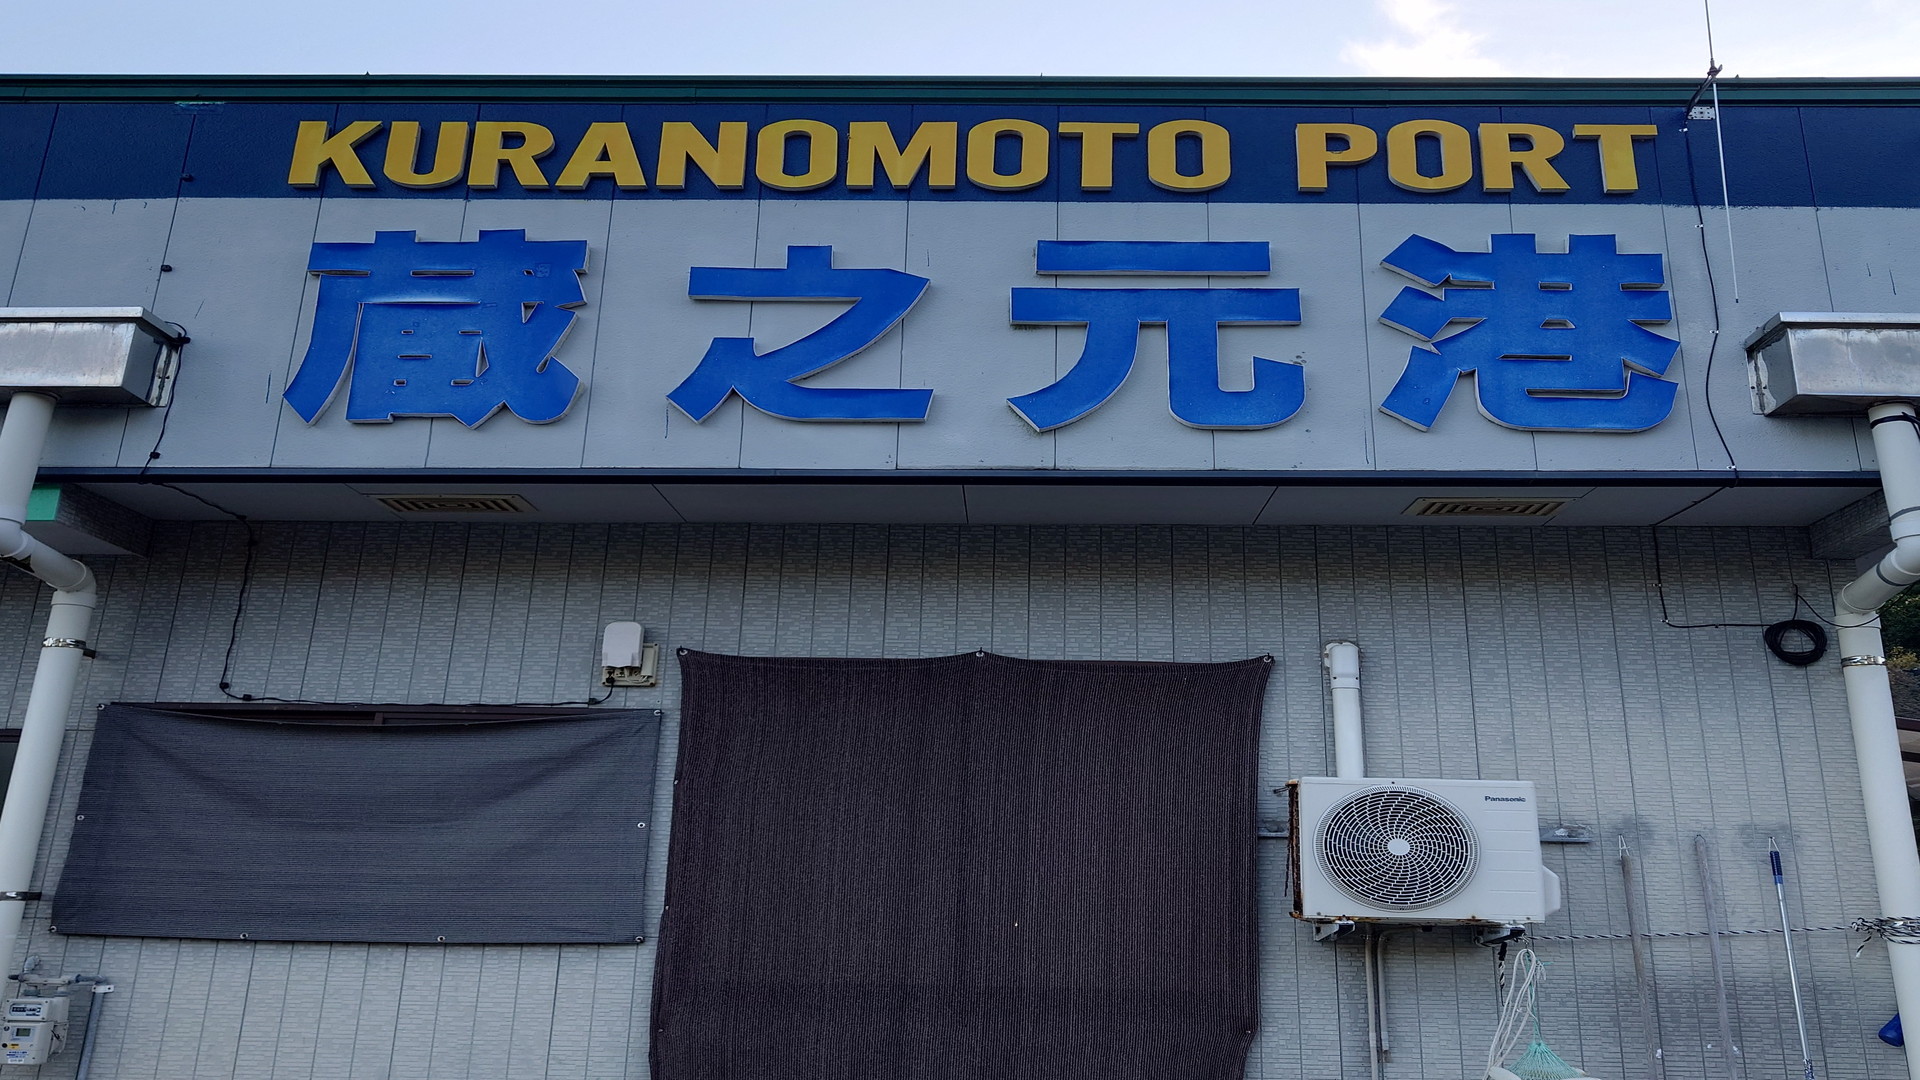 KURANOMOTO PORT
蔵之元港
Panasonic